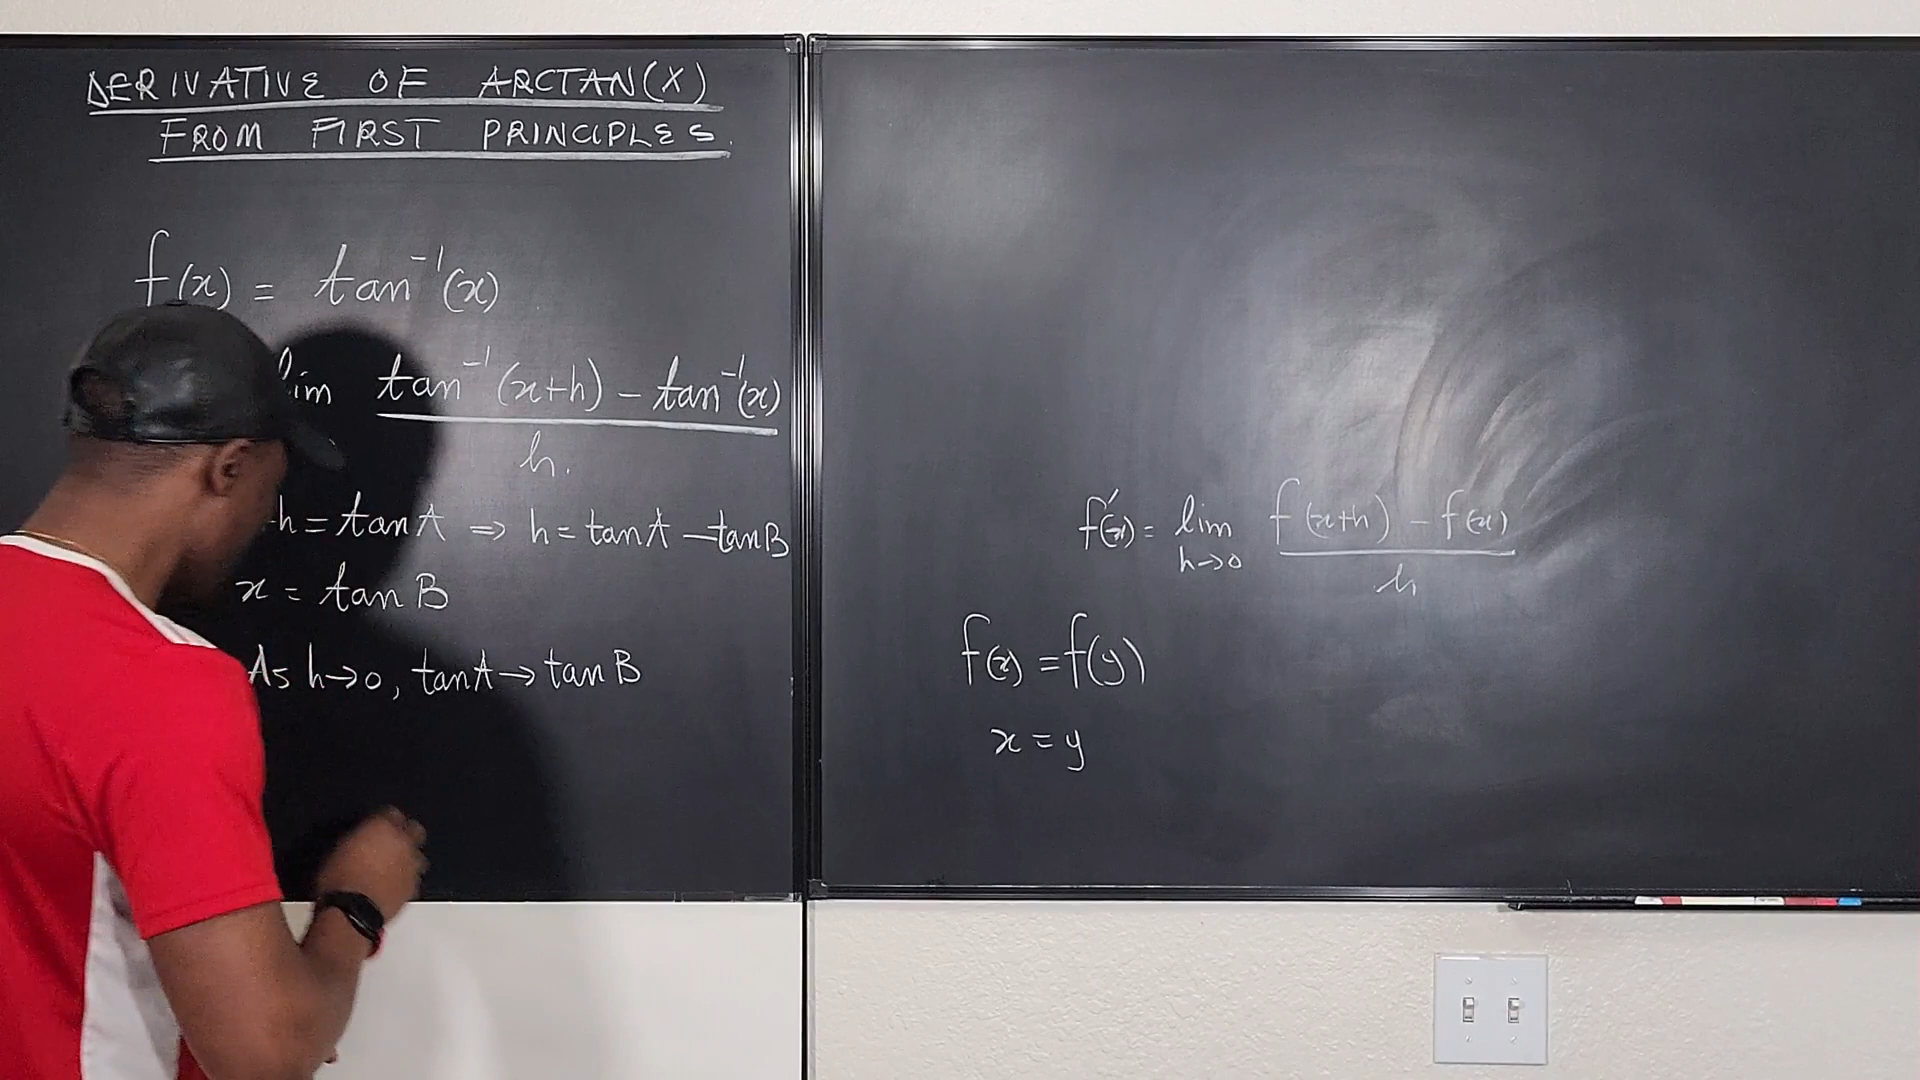 DERIVATIVE OF ARCTAN(X)
FROM FIRST PRINCIPLES.
f(x) = tan⁻¹(x)
lim tan⁻¹(x+h) - tan⁻¹(x)
h.
h = tan A ⇒ h = tan A - tan B
x = tan B
As h→0, tan A → tan B
f'(x) = lim f(x+h) - f(x)
h→0 h
f(x) = f(y)
x = y